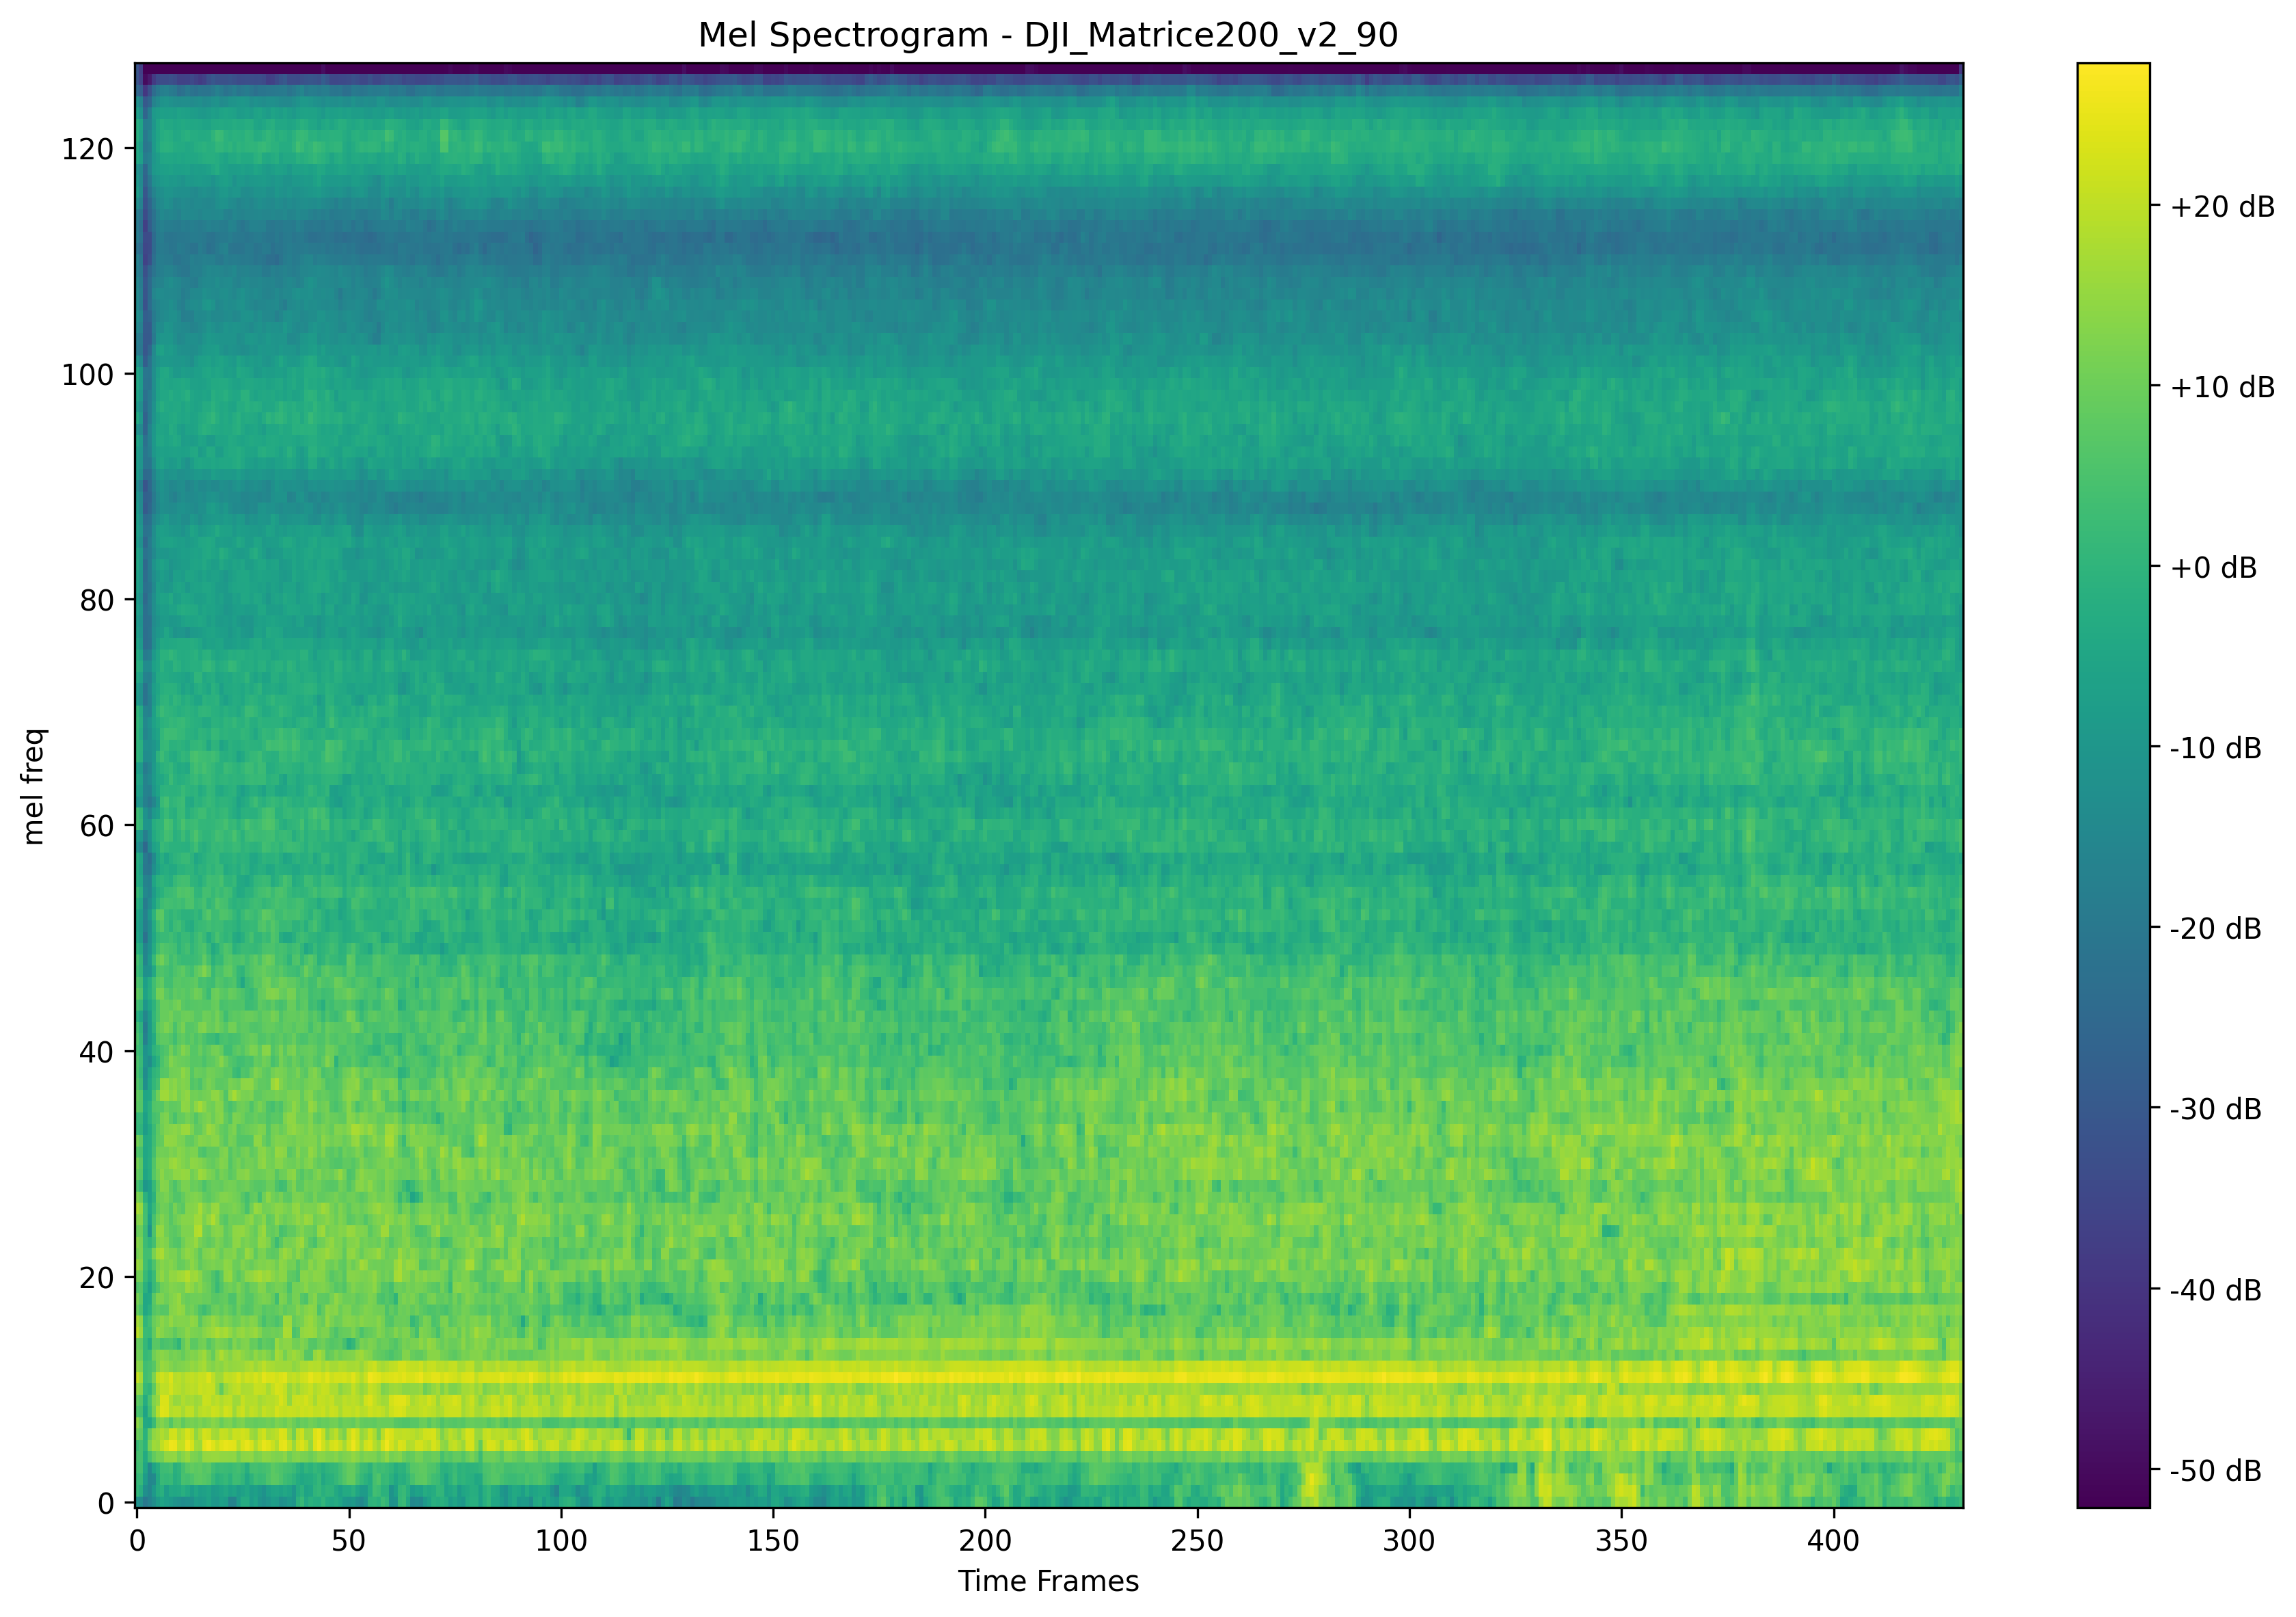 Mel Spectrogram - DJI_Matrice200_v2_90
mel freq
120
100
80
60
40
20
0
0 50 100 150 200 250 300 350 400
Time Frames
+20 dB
+10 dB
+0 dB
-10 dB
-20 dB
-30 dB
-40 dB
-50 dB